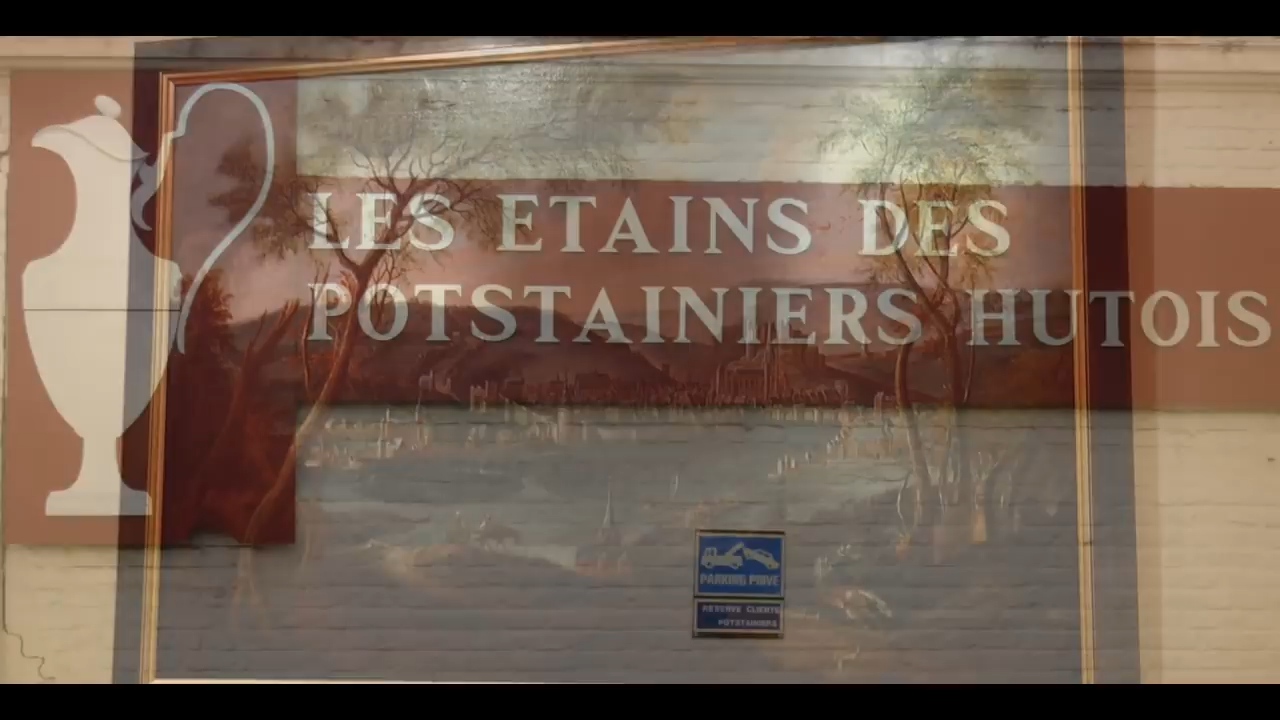 LES ETAINS DES
POTSTAINIERS HUTOIS
PARKING PRIVE
RESERVE CLIENTS
POTSTAINIERS